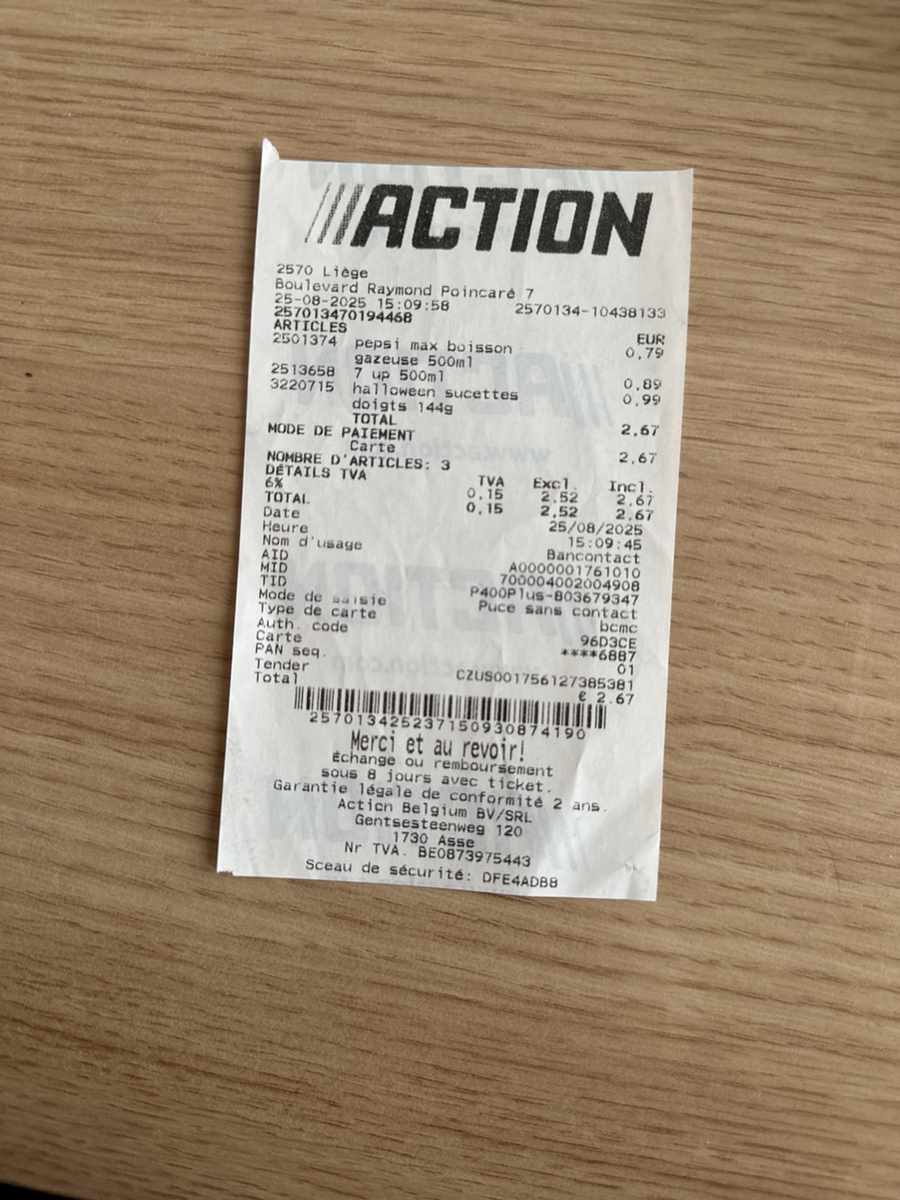 ACTION
2570 Liège
Boulevard Raymond Poincaré 7
25-08-2025 15:09:58 2570134-10438133
257013470194468
ARTICLES EUR
2501374 pepsi max boisson 0,79
gazeuse 500ml
2513658 7 up 500ml 0,89
3220715 halloween sucettes 0,99
doigts 144g
TOTAL 2,67
MODE DE PAIEMENT
Carte 2,67
NOMBRE D'ARTICLES: 3
DÉTAILS TVA TVA Excl. Incl.
6% 0,15 2,52 2,67
TOTAL 0,15 2,52 2,67
Date 25/08/2025
Heure 15:09:45
Nom d'usage Bancontact
AID A0000001761010
MID 700004002004908
TID P400Plus-803679347
Mode de saisie Puce sans contact
Type de carte bcmc
Auth. code 96D3CE
Carte ****6887
PAN seq. 01
Tender CZUS001756127385381
Total € 2.67
257013425237150930874190
Merci et au revoir!
Échange ou remboursement
sous 8 jours avec ticket.
Garantie légale de conformité 2 ans.
Action Belgium BV/SRL
Gentsesteenweg 120
1730 Asse
Nr TVA. BE0873975443
Sceau de sécurité: DFE4ADB8